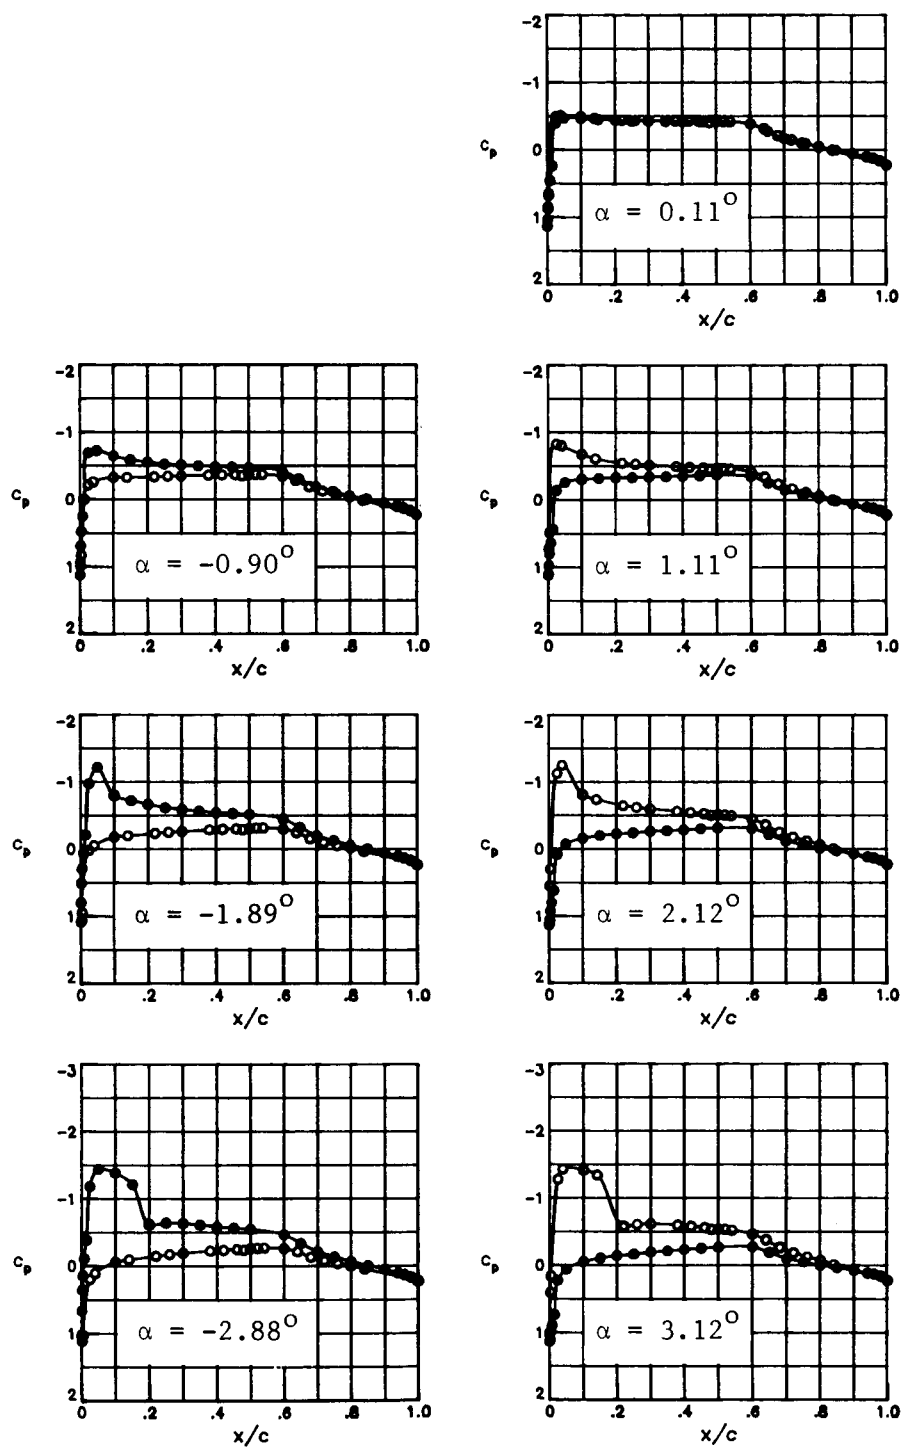 -2
-1
c_p 0
α = 0.11°
1
2
0 .2 .4 .6 .8 1.0
x/c
-2
-1
c_p 0
α = -0.90°
1
2
0 .2 .4 .6 .8 1.0
x/c
-2
-1
c_p 0
α = 1.11°
1
2
0 .2 .4 .6 .8 1.0
x/c
-2
-1
c_p 0
α = -1.89°
1
2
0 .2 .4 .6 .8 1.0
x/c
-2
-1
c_p 0
α = 2.12°
1
2
0 .2 .4 .6 .8 1.0
x/c
-3
-2
-1
c_p 0
α = -2.88°
1
2
0 .2 .4 .6 .8 1.0
x/c
-3
-2
-1
c_p 0
α = 3.12°
1
2
0 .2 .4 .6 .8 1.0
x/c